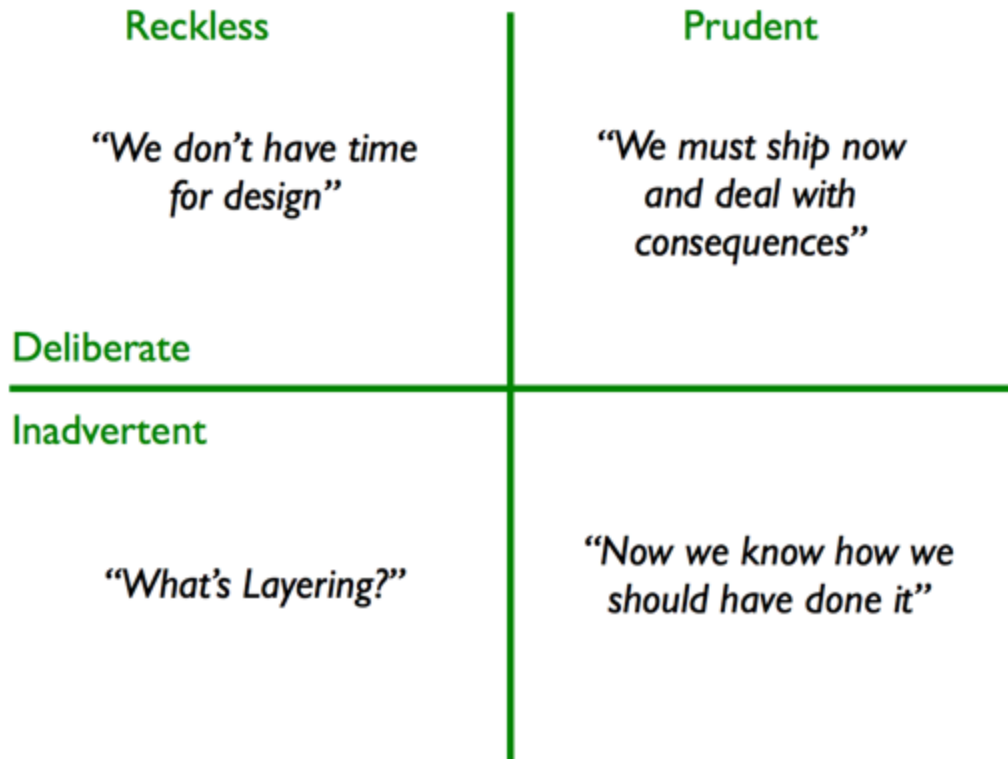 Reckless
Prudent
“We don’t have time
for design”
“We must ship now
and deal with
consequences”
Deliberate
Inadvertent
“What’s Layering?”
“Now we know how we
should have done it”